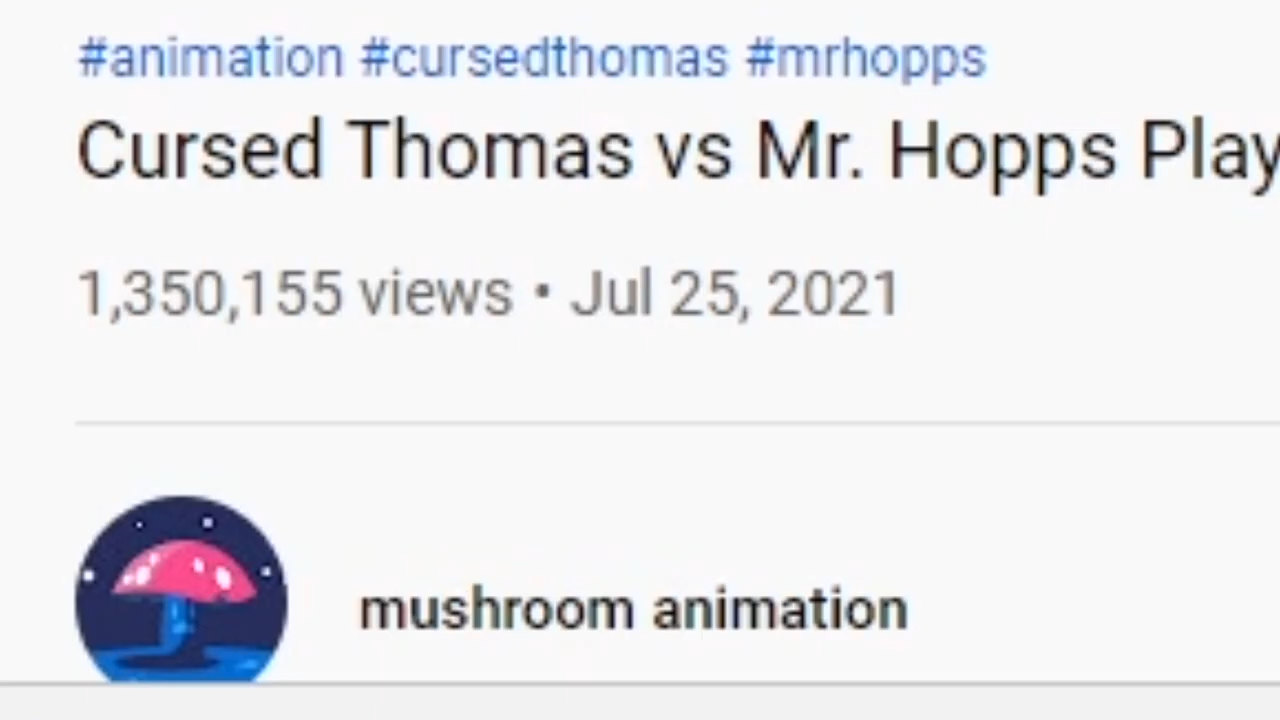 #animation #cursedthomas #mrhopps
Cursed Thomas vs Mr. Hopps Play
1,350,155 views • Jul 25, 2021
mushroom animation